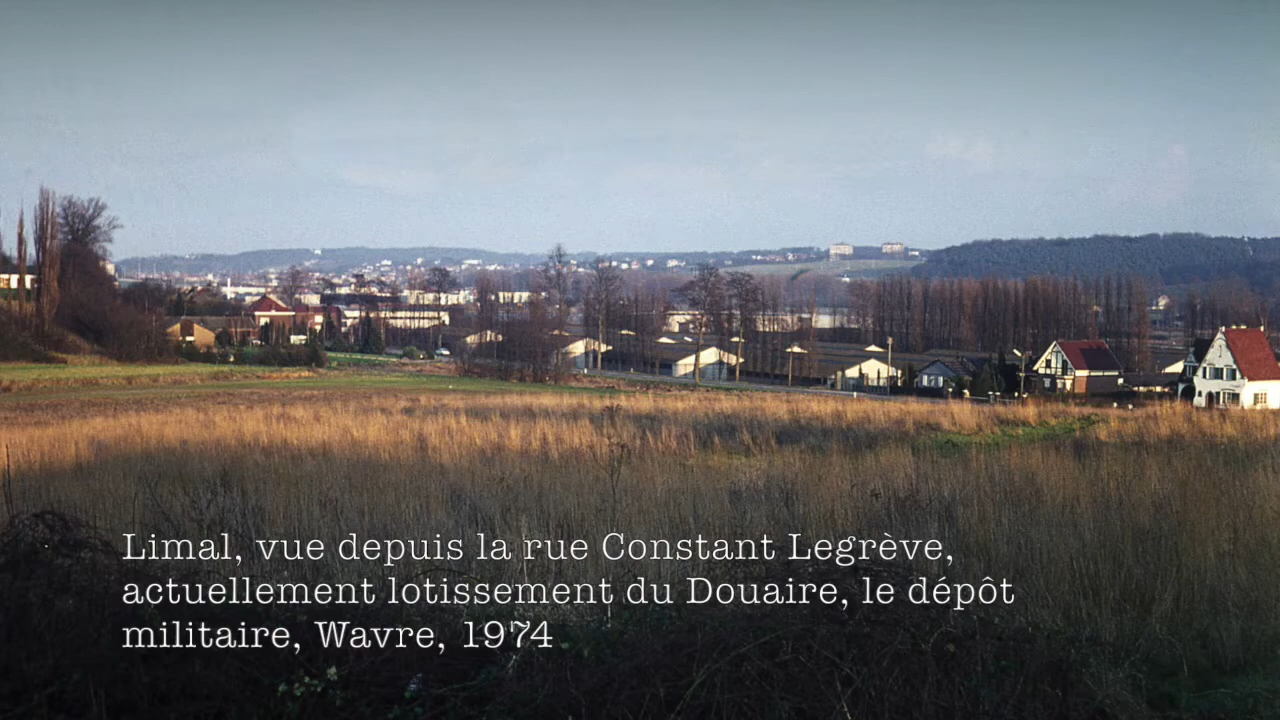 Limal, vue depuis la rue Constant Legrève,
actuellement lotissement du Douaire, le dépôt
militaire, Wavre, 1974